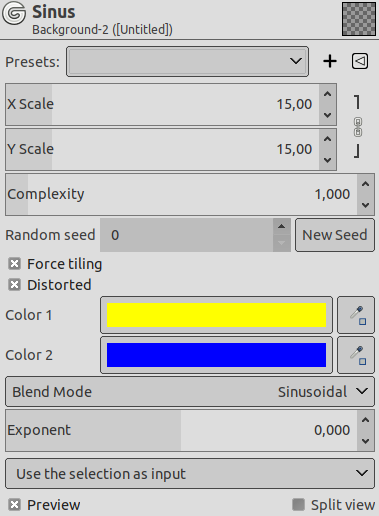 Sinus
Background-2 ([Untitled])
Presets:
X Scale 15,00
Y Scale 15,00
Complexity 1,000
Random seed 0 New Seed
Force tiling
Distorted
Color 1
Color 2
Blend Mode Sinusoidal
Exponent 0,000
Use the selection as input
Preview Split view